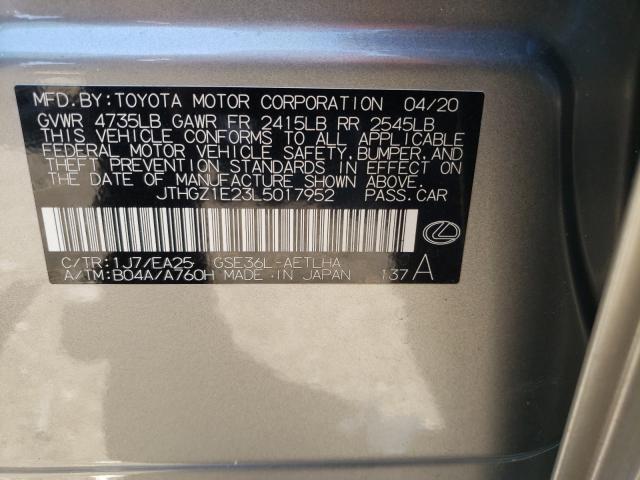 MFD. BY: TOYOTA MOTOR CORPORATION 04/20
GVWR 4735LB GAWR FR 2415LB RR 2545LB
THIS VEHICLE CONFORMS TO ALL APPLICABLE
FEDERAL MOTOR VEHICLE SAFETY, BUMPER, AND
THEFT PREVENTION STANDARDS IN EFFECT ON
THE DATE OF MANUFACTURE SHOWN ABOVE.
JTHGZ1E23L5017952 PASS. CAR
C/TR: 1J7/EA25 GSE36L-AETLHA
A/TM: B04A/A760H MADE IN JAPAN 137 A